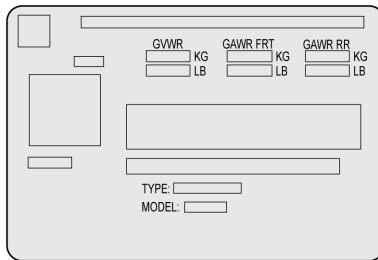 GVWR GAWR FRT GAWR RR
KG KG KG
LB LB LB
TYPE:
MODEL: